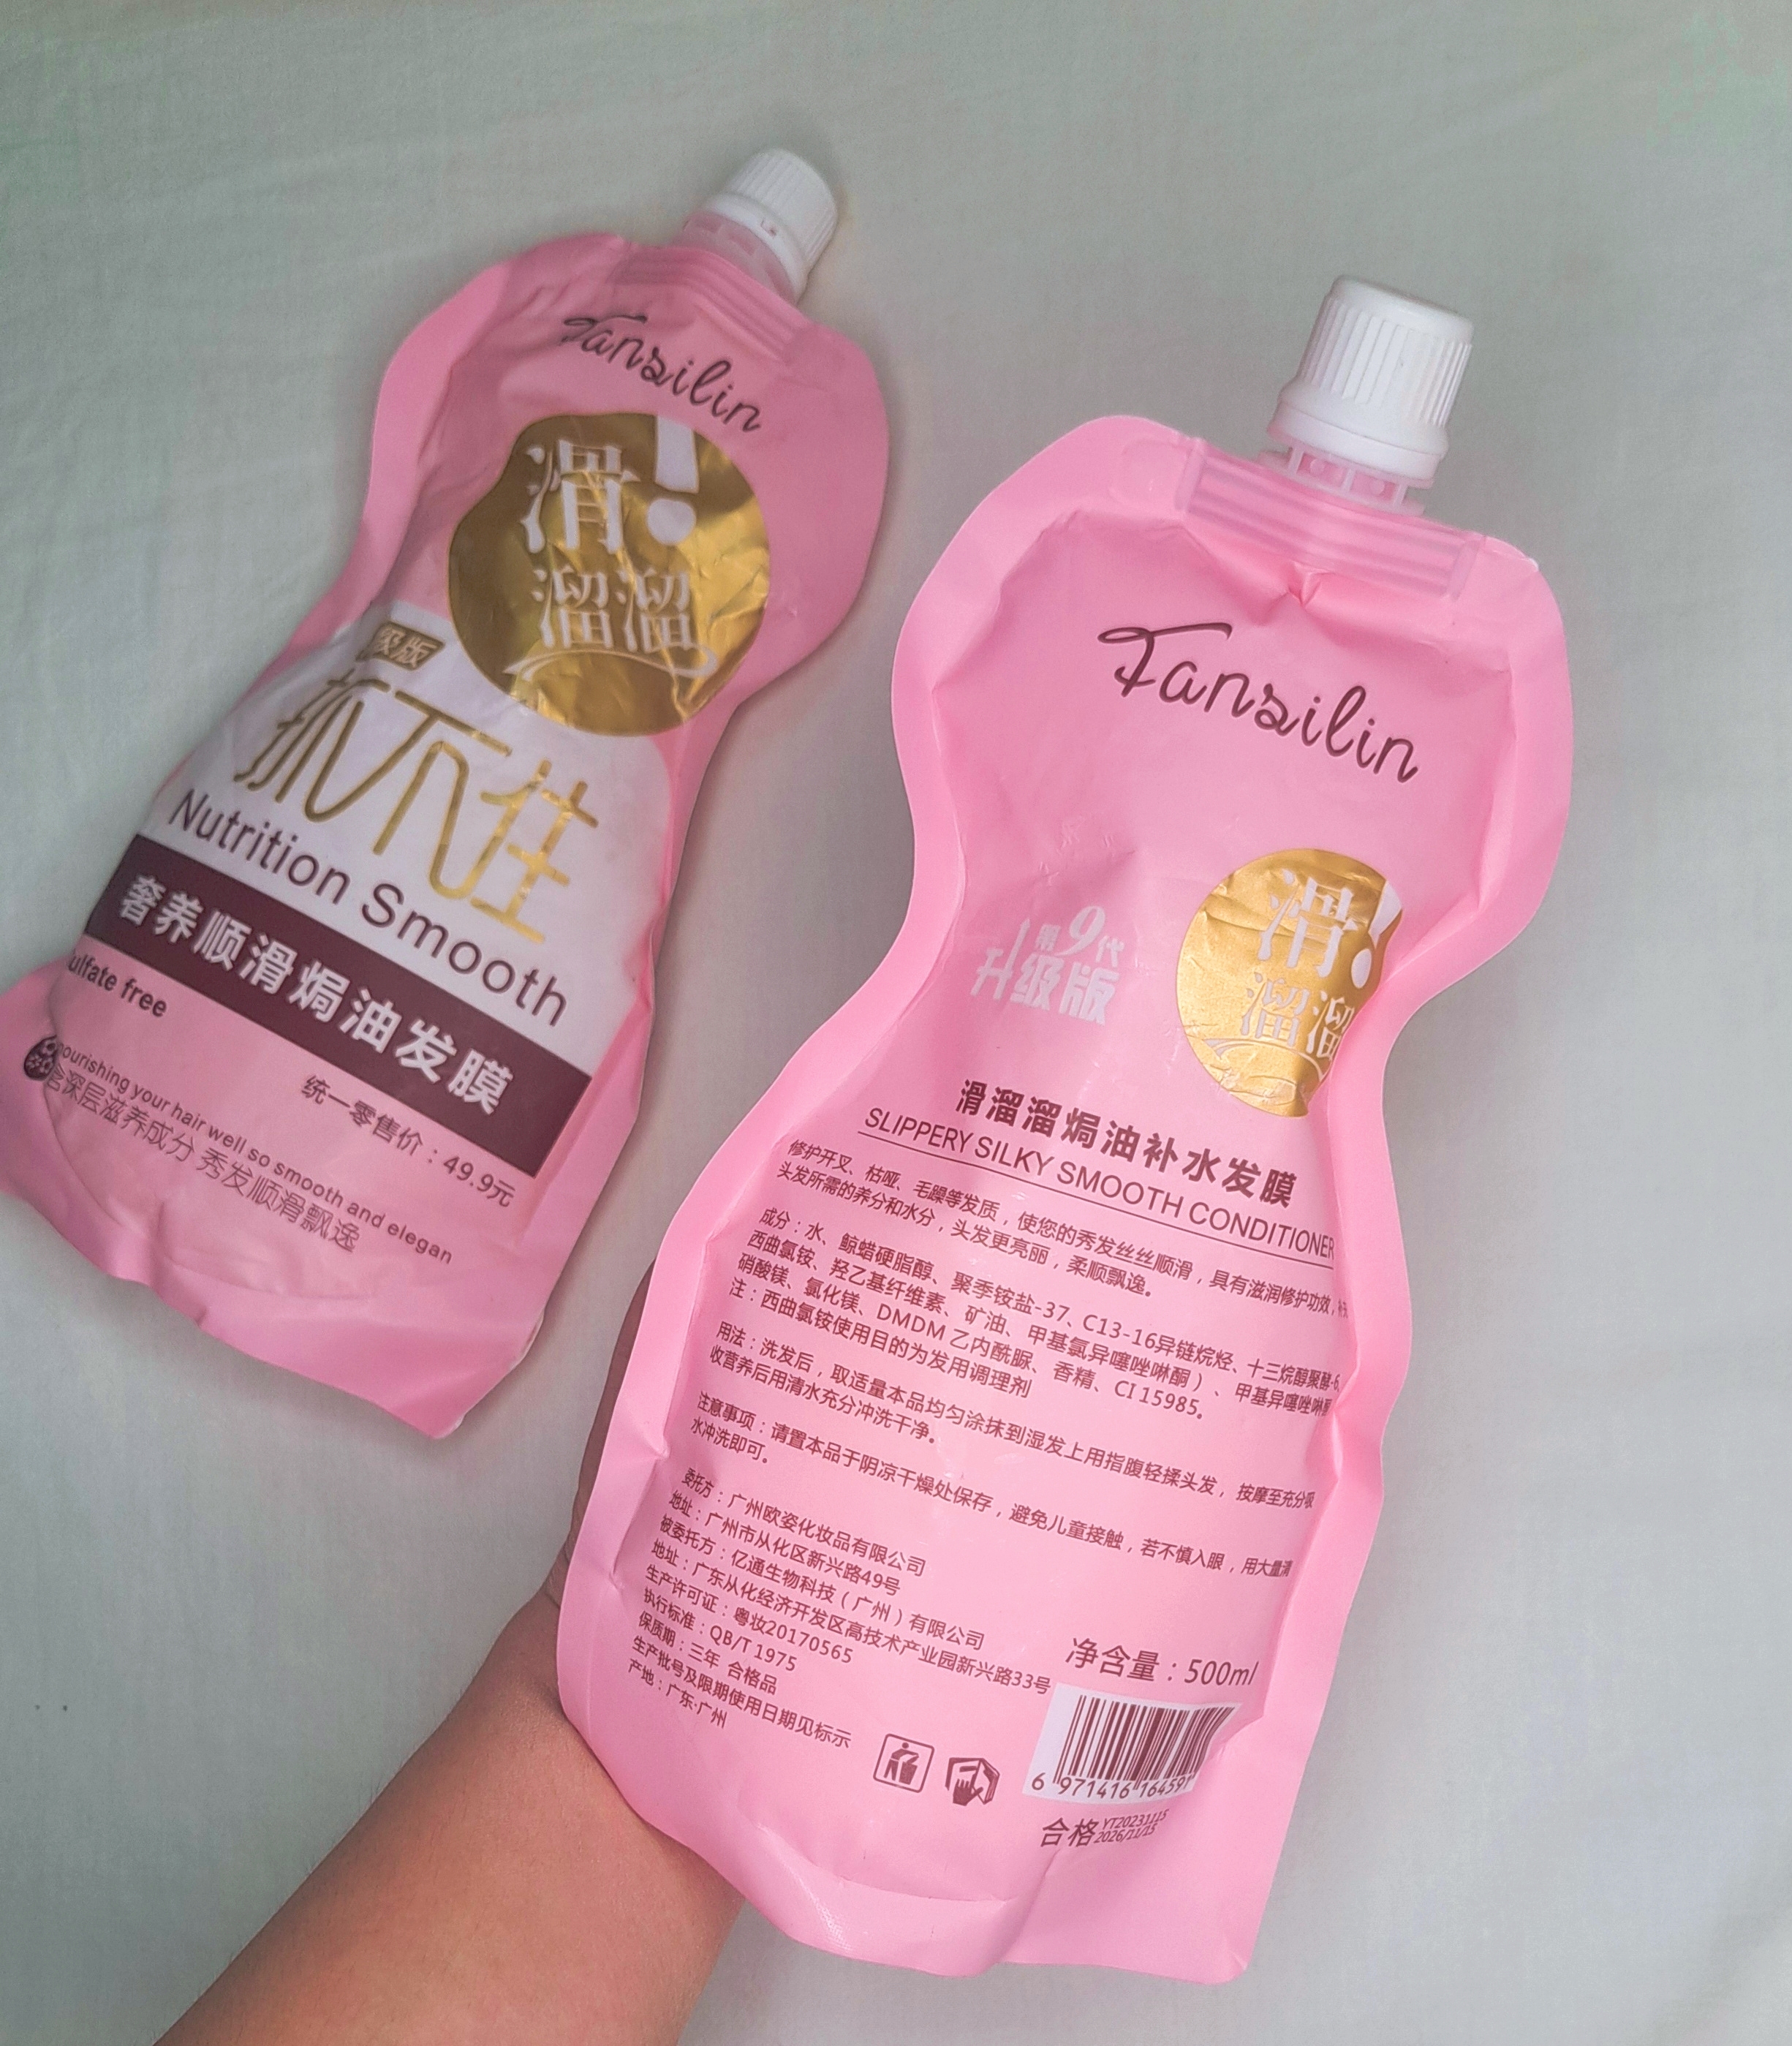 Fansilin
滑!
溜溜
级版
抓不住
Nutrition Smooth
奢养顺滑焗油发膜
ulfate free
统一零售价：49.9元
nourishing your hair well so smooth and elegan
含深层滋养成分 秀发顺滑飘逸
Fansilin
第9代
升级版
滑!
溜溜
滑溜溜焗油补水发膜
SLIPPERY SILKY SMOOTH CONDITIONER
修护开叉、枯哑、毛躁等发质，使您的秀发丝丝顺滑，具有滋润修护功效，
头发所需的养分和水分，头发更亮丽，柔顺飘逸。
成分：水、鲸蜡硬脂醇、聚季铵盐-37、C13-16异链烷烃、十三烷醇聚醚-6、
西曲氯铵、羟乙基纤维素、矿油、甲基氯异噻唑啉酮）、甲基异噻唑啉酮
硝酸镁、氯化镁、DMDM 乙内酰脲、香精、CI 15985。
注：西曲氯铵使用目的为发用调理剂
用法：洗发后，取适量本品均匀涂抹到湿发上用指腹轻揉头发，按摩至充分吸
收营养后用清水充分冲洗干净。
注意事项：请置本品于阴凉干燥处保存，避免儿童接触，若不慎入眼，用大量清
水冲洗即可。
委托方：广州欧姿化妆品有限公司
地址：广州市从化区新兴路49号
被委托方：亿通生物科技（广州）有限公司
地址：广东从化经济开发区高技术产业园新兴路33号
生产许可证：粤妆20170565
执行标准：QB/T 1975
保质期：三年 合格品
生产批号及限期使用日期见标示
产地：广东·广州
净含量：500ml
6 971416 164591
合格 YT20231115
2026/11/15